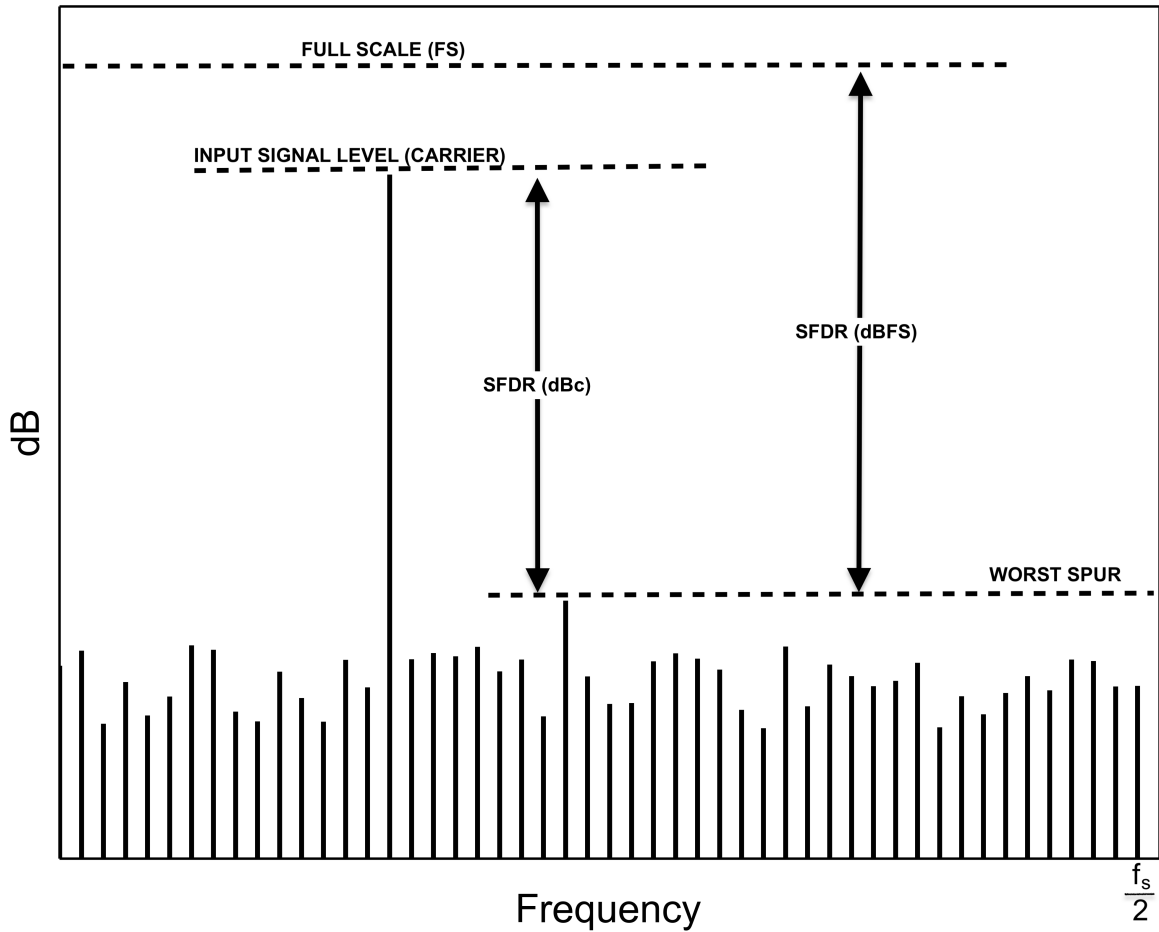 FULL SCALE (FS)
INPUT SIGNAL LEVEL (CARRIER)
SFDR (dBFS)
SFDR (dBc)
dB
WORST SPUR
fs
2
Frequency